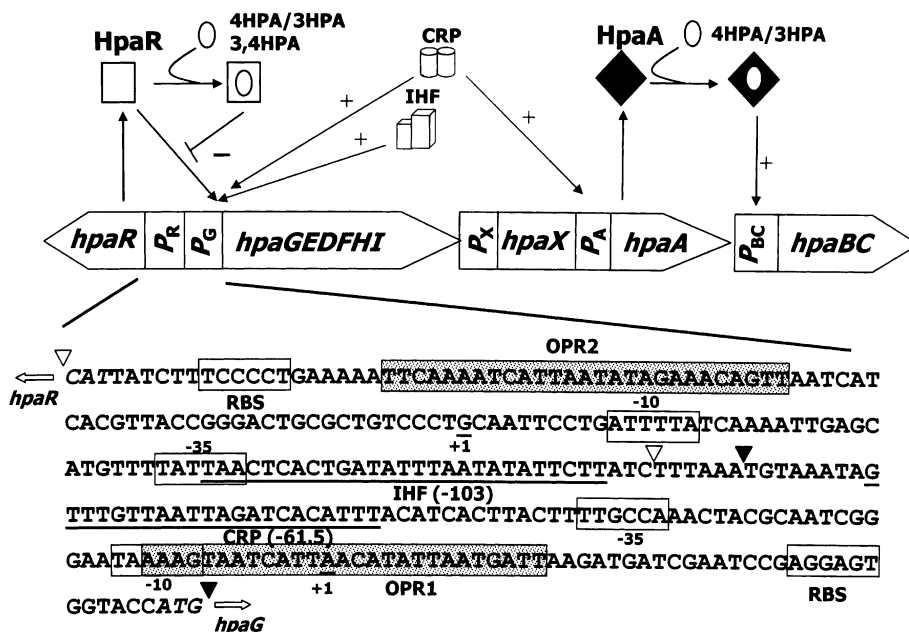 HpaR
4HPA/3HPA
3,4HPA
CRP
IHF
HpaA
4HPA/3HPA
+
+
+
+
−
hpaR
PR
PG
hpaGEDFHI
PX
hpaX
PA
hpaA
PBC
hpaBC
OPR2
CATTATCTTTCCCCTGAAAAATTCAAAATCATTAATATAGAAACAGTTAATCAT
hpaR
RBS
-10
CACGTTACCGGGACTGCGCTGTCCCTGCAATTCCTGATTTTATCAAAATTGAGC
-35
+1
ATGTTTTATTAACTCACTGATATTTAATATATTCTTATCTTTAAATGTAAATAG
IHF (-103)
TTTGTTAATTAGATCACATTTACATCACTTACTTTTGCCAAACTACGCAATCGG
CRP (-61.5)
-35
GAATAAAAGTAATCATTAACATATTAATGATTAAGATGATCGAATCCGAGGAGT
-10
+1
OPR1
RBS
GGTACCATG
hpaG